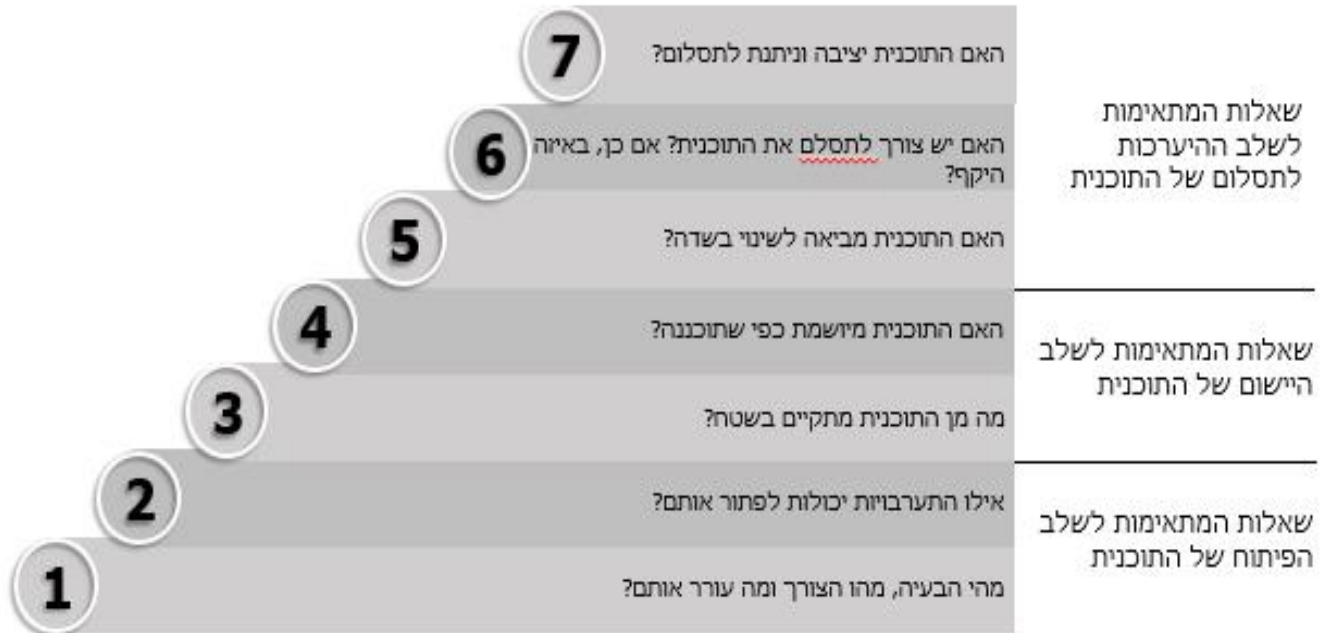 7
האם התוכנית יציבה וניתנת לתסלום?
6
האם יש צורך לתסלם את התוכנית? אם כן, באיזה
היקף?
5
האם התוכנית מביאה לשינוי בשדה?
שאלות המתאימות
לשלב ההיערכות
לתסלום של התוכנית
4
האם התוכנית מיושמת כפי שתוכננה?
3
מה מן התוכנית מתקיים בשטח?
שאלות המתאימות לשלב
היישום של התוכנית
2
אילו התערבויות יכולות לפתור אותם?
1
מהי הבעיה, מהו הצורך ומה עורר אותם?
שאלות המתאימות לשלב
הפיתוח של התוכנית